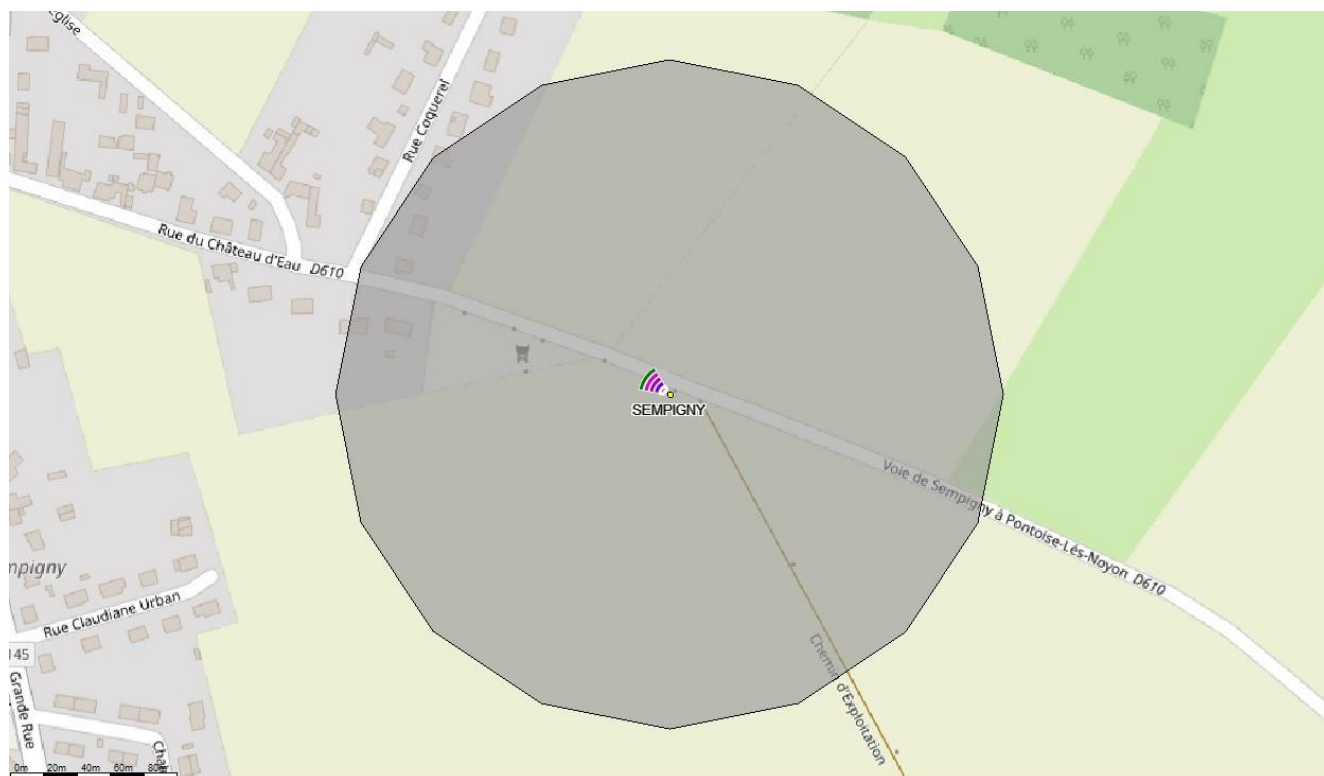 Église
Rue Coquerel
Rue du Château d'Eau D610
SEMPIGNY
Voie de Sempigny à Pontoise-Lès-Noyon D610
mpigny
Rue Claudiane Urban
145
Grande Rue
Chemin d'Exploitation
Cha
0m 20m 40m 60m 80m